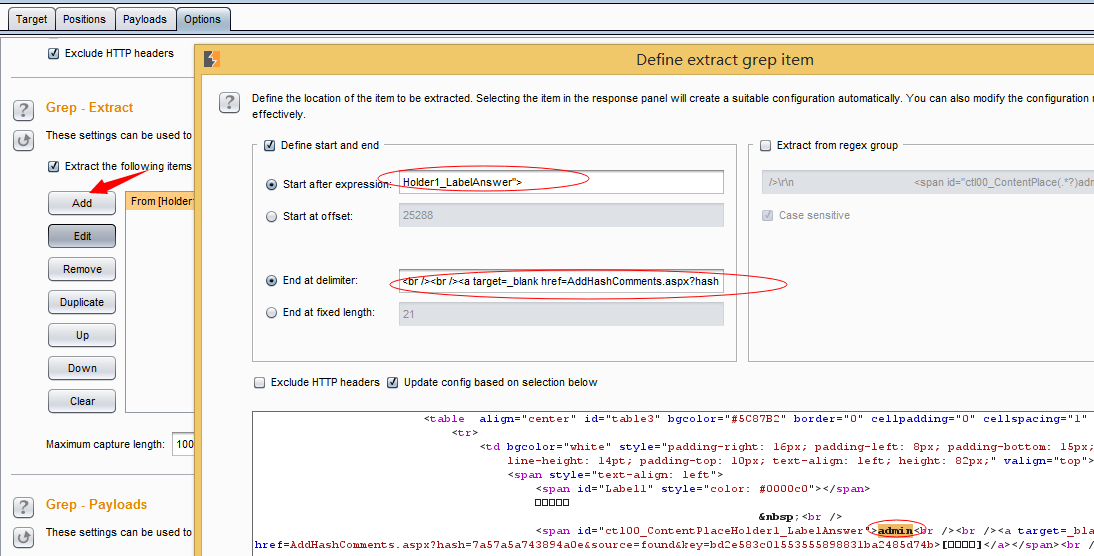 Target Positions Payloads Options
Exclude HTTP headers
Define extract grep item
? Grep - Extract
? Define the location of the item to be extracted. Selecting the item in the response panel will create a suitable configuration automatically. You can also modify the configuration
effectively.
These settings can be used to
Define start and end
Extract from regex group
Extract the following items
Start after expression: Holder1_LabelAnswer">
/>\r\n <span id="ctl00_ContentPlace(.*?)adm
Add
From [Holder
Start at offset: 25288
Case sensitive
Edit
Remove
End at delimiter: <br /><br /><a target=_blank href=AddHashComments.aspx?hash
Duplicate
End at fixed length: 21
Up
Down
Exclude HTTP headers Update config based on selection below
Clear
Maximum capture length: 100
<table align="center" id="table3" bgcolor="#5C87B2" border="0" cellpadding="0" cellspacing="1"
<tr>
<td bgcolor="white" style="padding-right: 16px; padding-left: 8px; padding-bottom: 15px;
line-height: 14pt; padding-top: 10px; text-align: left; height: 82px;" valign="top">
<span style="text-align: left">
<span id="Label1" style="color: #0000c0"></span>
□□□□□
&nbsp;<br />
<span id="ctl00_ContentPlaceHolder1_LabelAnswer">admin<br /><br /><a target=_bla
href=AddHashComments.aspx?hash=7a57a5a743894a0e&source=found&key=bd2e583c01553555898831ba2485d74b>[□□□□]</a></span><br /
? Grep - Payloads
These settings can be used to